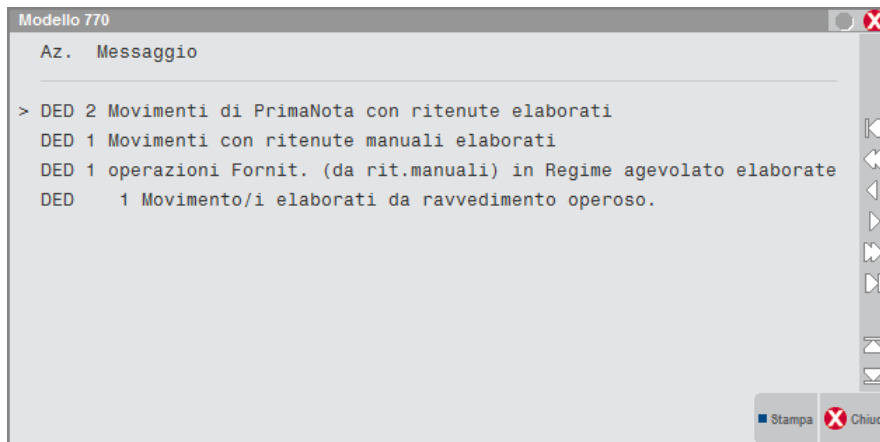 Modello 770
Az. Messaggio
> DED 2 Movimenti di PrimaNota con ritenute elaborati
DED 1 Movimenti con ritenute manuali elaborati
DED 1 operazioni Fornit. (da rit.manuali) in Regime agevolato elaborate
DED 1 Movimento/i elaborati da ravvedimento operoso.
Stampa Chiud